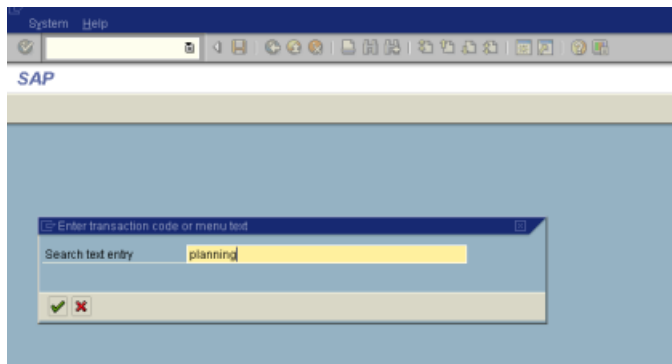 System Help
SAP
Enter transaction code or menu text
Search text entry planning